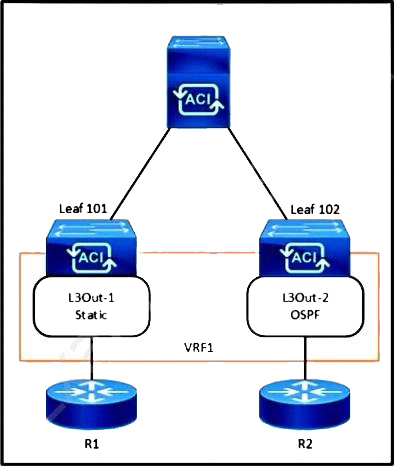 ACI
Leaf 101
Leaf 102
ACI
ACI
L3Out-1
Static
L3Out-2
OSPF
VRF1
R1
R2